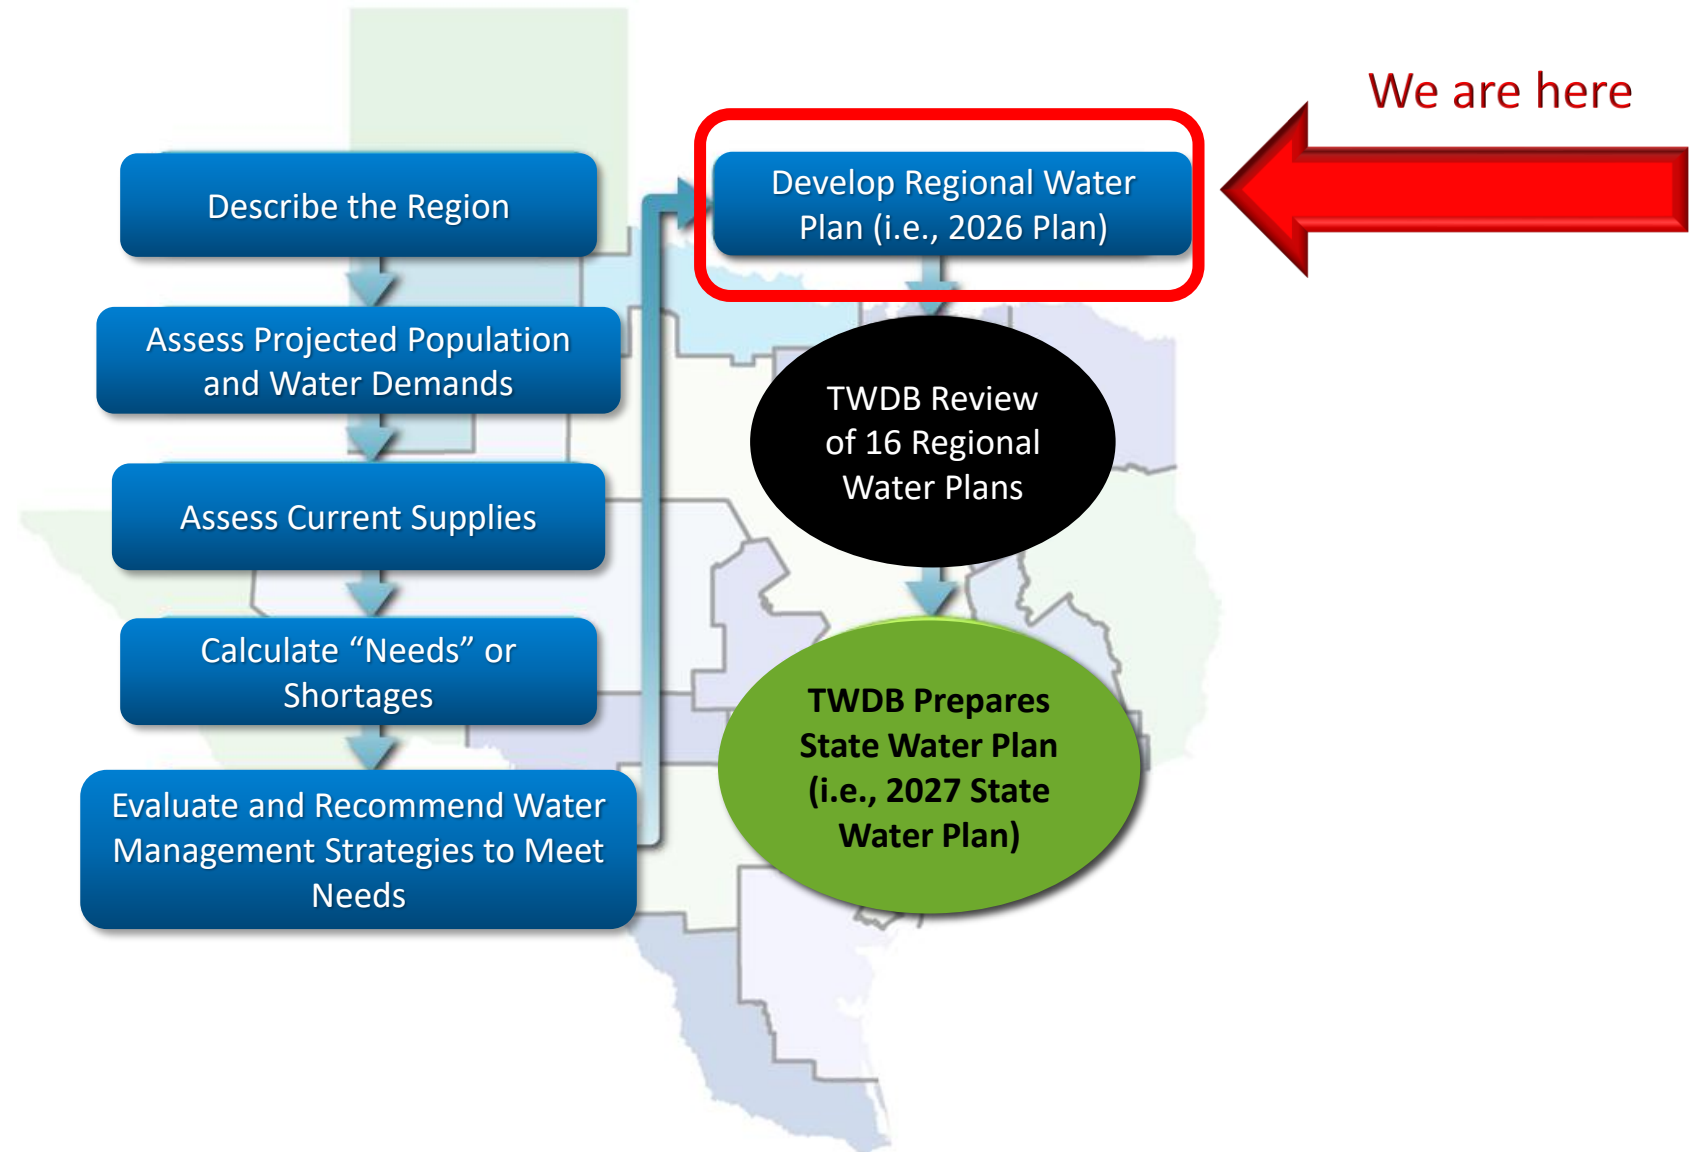 Describe the Region
Assess Projected Population
and Water Demands
Assess Current Supplies
Calculate “Needs” or
Shortages
Evaluate and Recommend Water
Management Strategies to Meet
Needs
Develop Regional Water
Plan (i.e., 2026 Plan)
We are here
TWDB Review
of 16 Regional
Water Plans
TWDB Prepares
State Water Plan
(i.e., 2027 State
Water Plan)